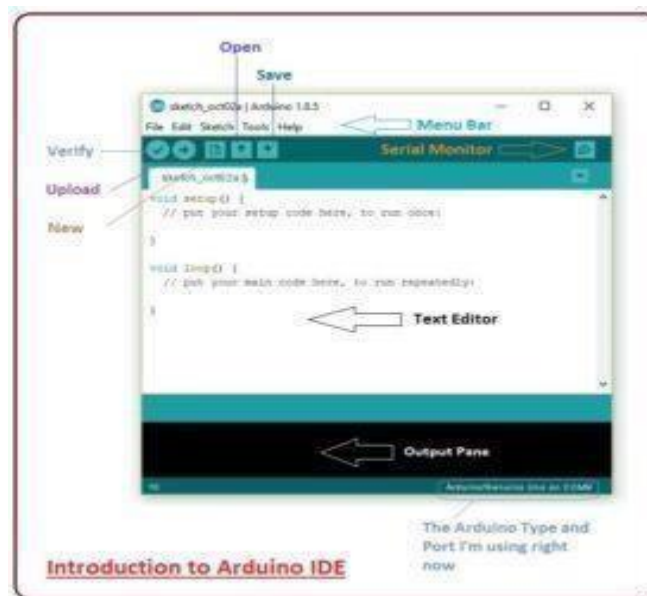 Open
Save
sketch_oct02a | Arduino 1.8.5
File Edit Sketch Tools Help
Menu Bar
Verify
Serial Monitor
Upload
sketch_oct02a §
New
void setup() {
// put your setup code here, to run once:
}
void loop() {
// put your main code here, to run repeatedly:
}
Text Editor
Output Pane
on
The Arduino Type and
Port I'm using right
now
Introduction to Arduino IDE